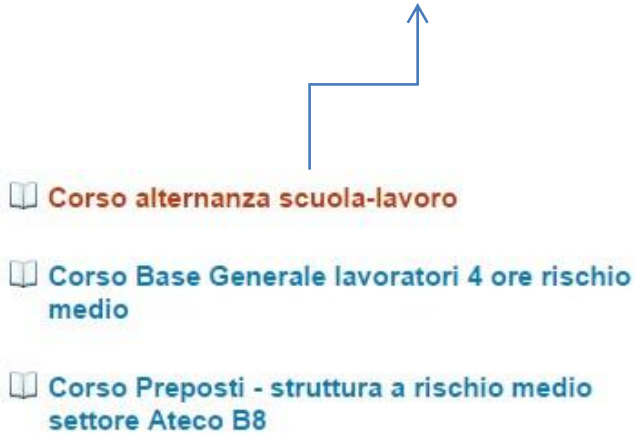 Corso alternanza scuola-lavoro
Corso Base Generale lavoratori 4 ore rischio
medio
Corso Preposti - struttura a rischio medio
settore Ateco B8